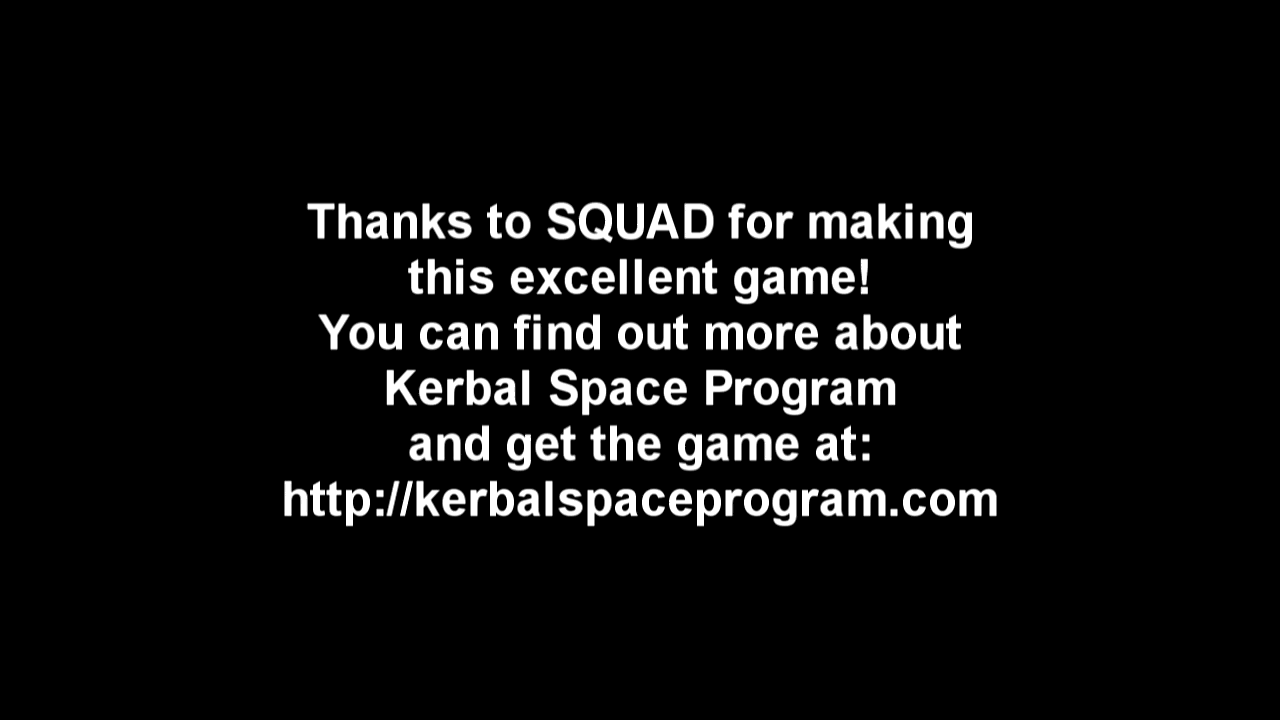 Thanks to SQUAD for making
this excellent game!
You can find out more about
Kerbal Space Program
and get the game at:
http://kerbalspaceprogram.com